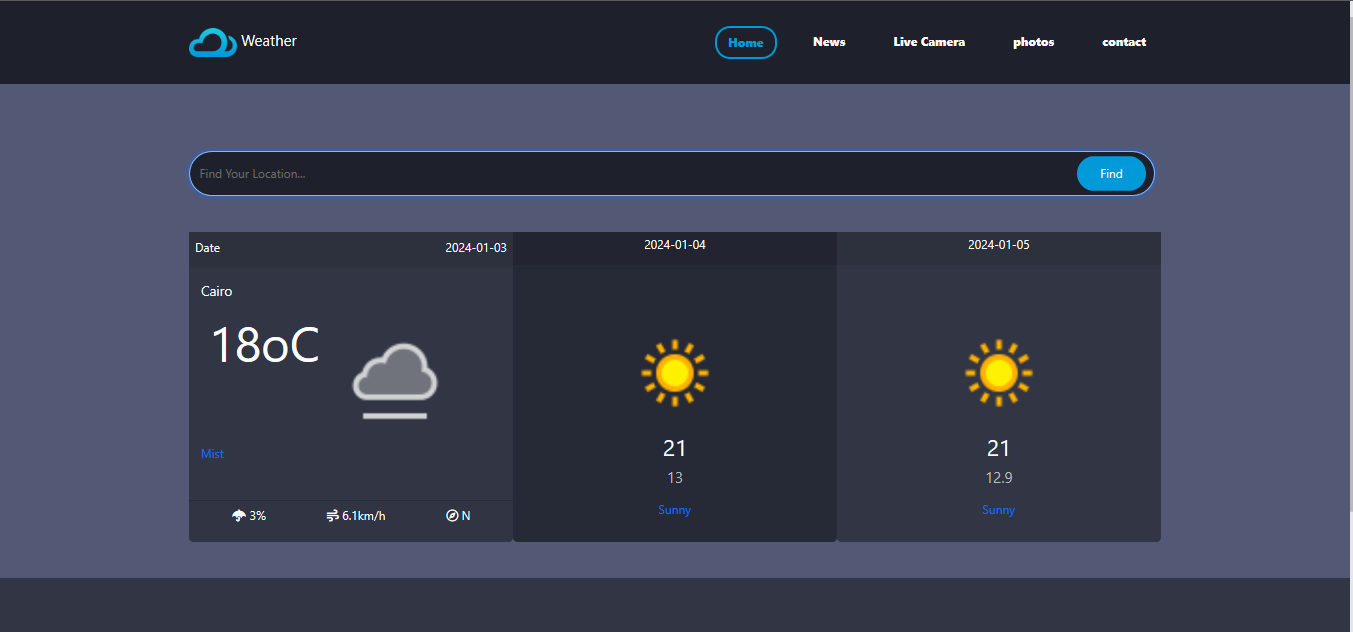 Weather
Home News Live Camera photos contact
Find Your Location...
Find
Date 2024-01-03
Cairo
18oC
Mist
3% 6.1km/h N
2024-01-04
21
13
Sunny
2024-01-05
21
12.9
Sunny